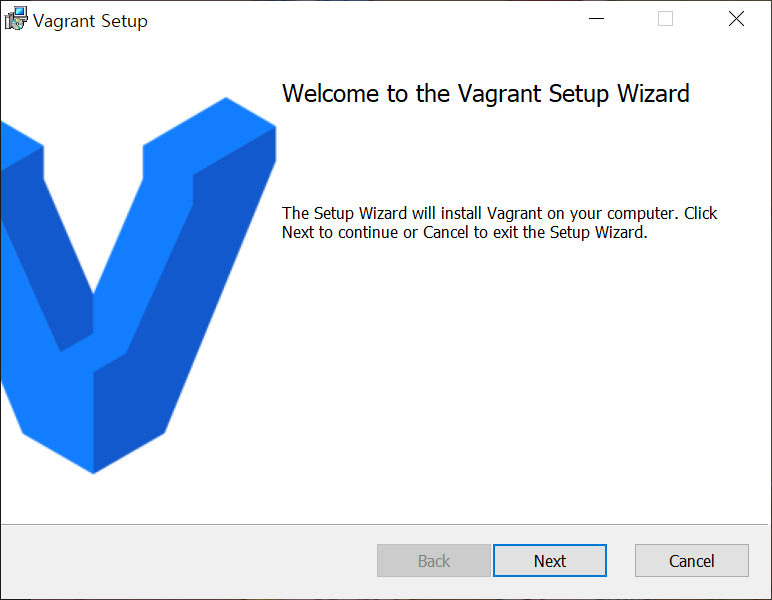 Vagrant Setup
Welcome to the Vagrant Setup Wizard
The Setup Wizard will install Vagrant on your computer. Click
Next to continue or Cancel to exit the Setup Wizard.
Back
Next
Cancel